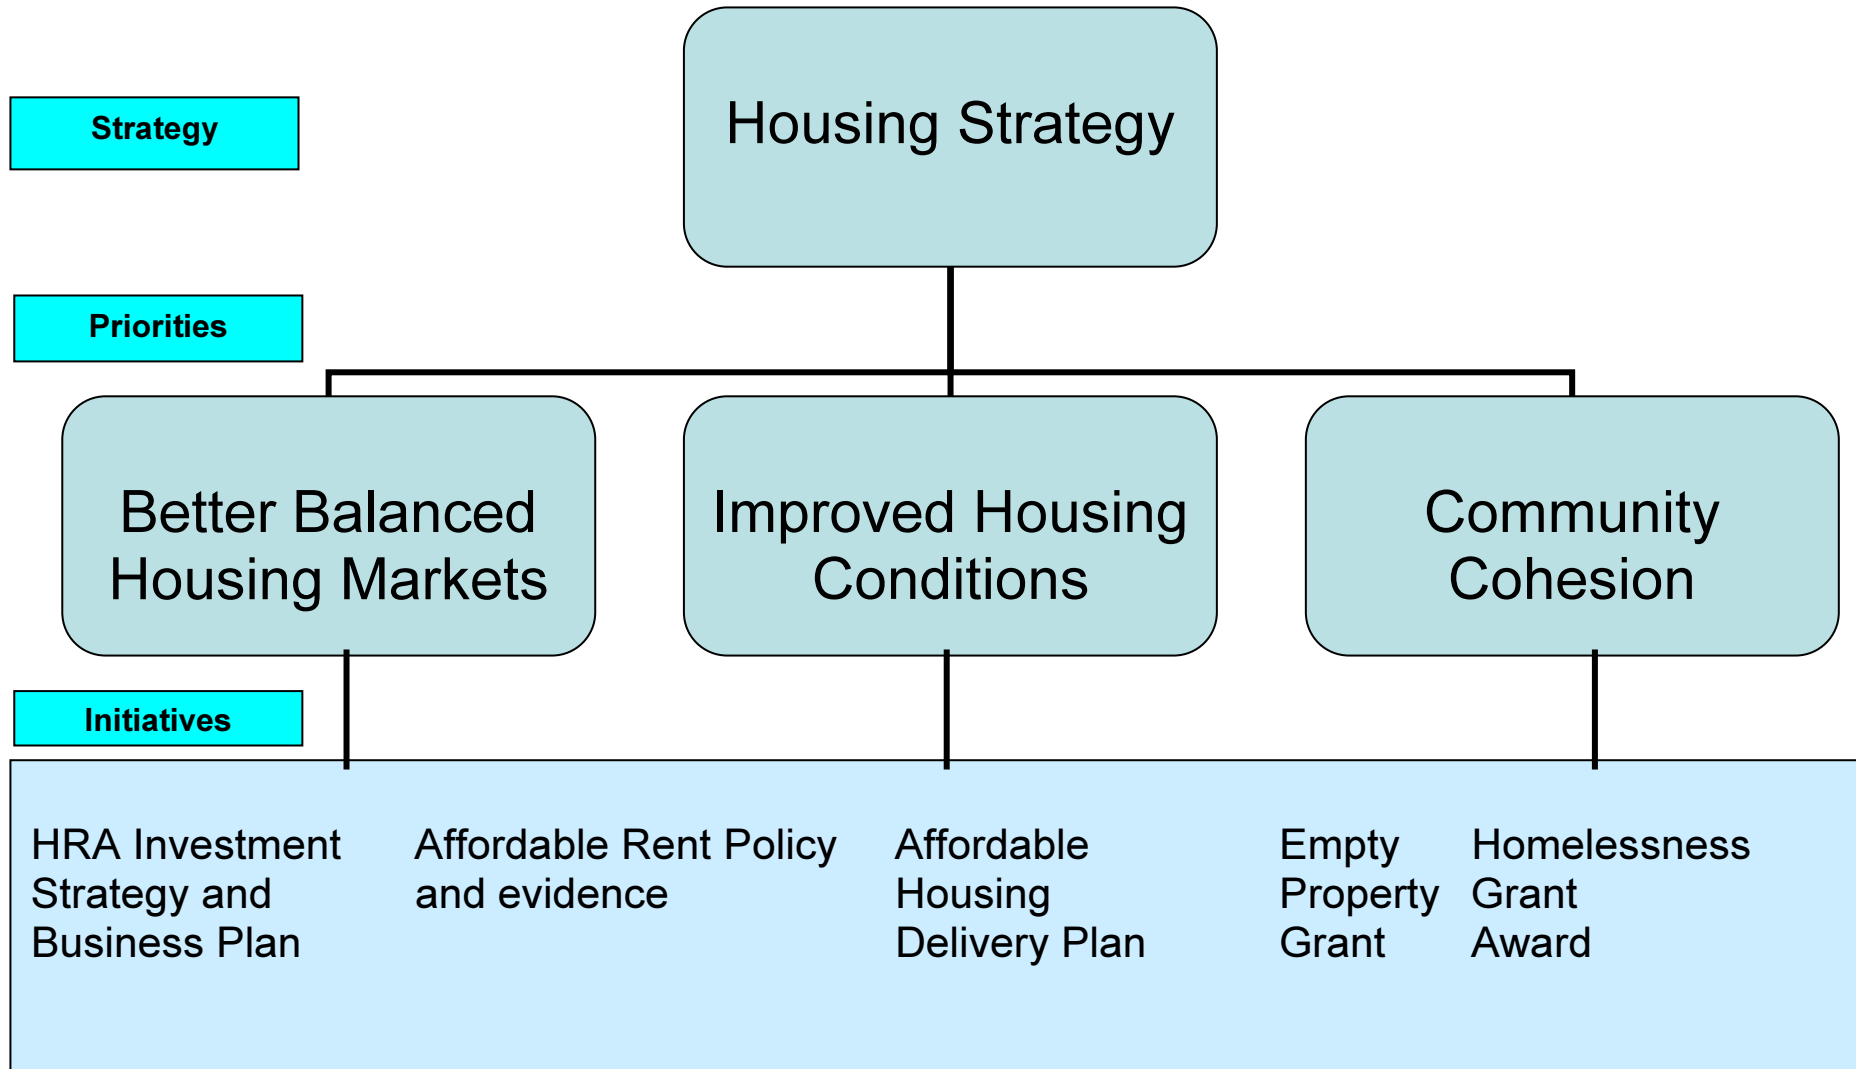 Strategy
Housing Strategy
Priorities
Better Balanced
Housing Markets
Improved Housing
Conditions
Community
Cohesion
Initiatives
HRA Investment
Strategy and
Business Plan
Affordable Rent Policy
and evidence
Affordable
Housing
Delivery Plan
Empty
Property
Grant
Homelessness
Grant
Award